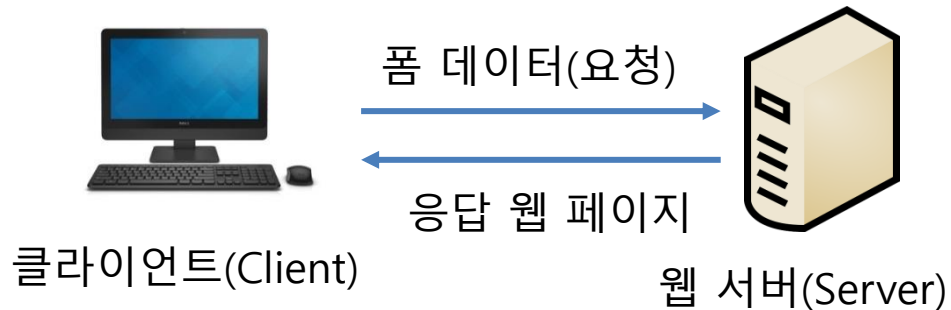 폼 데이터(요청)
응답 웹 페이지
클라이언트(Client)
웹 서버(Server)